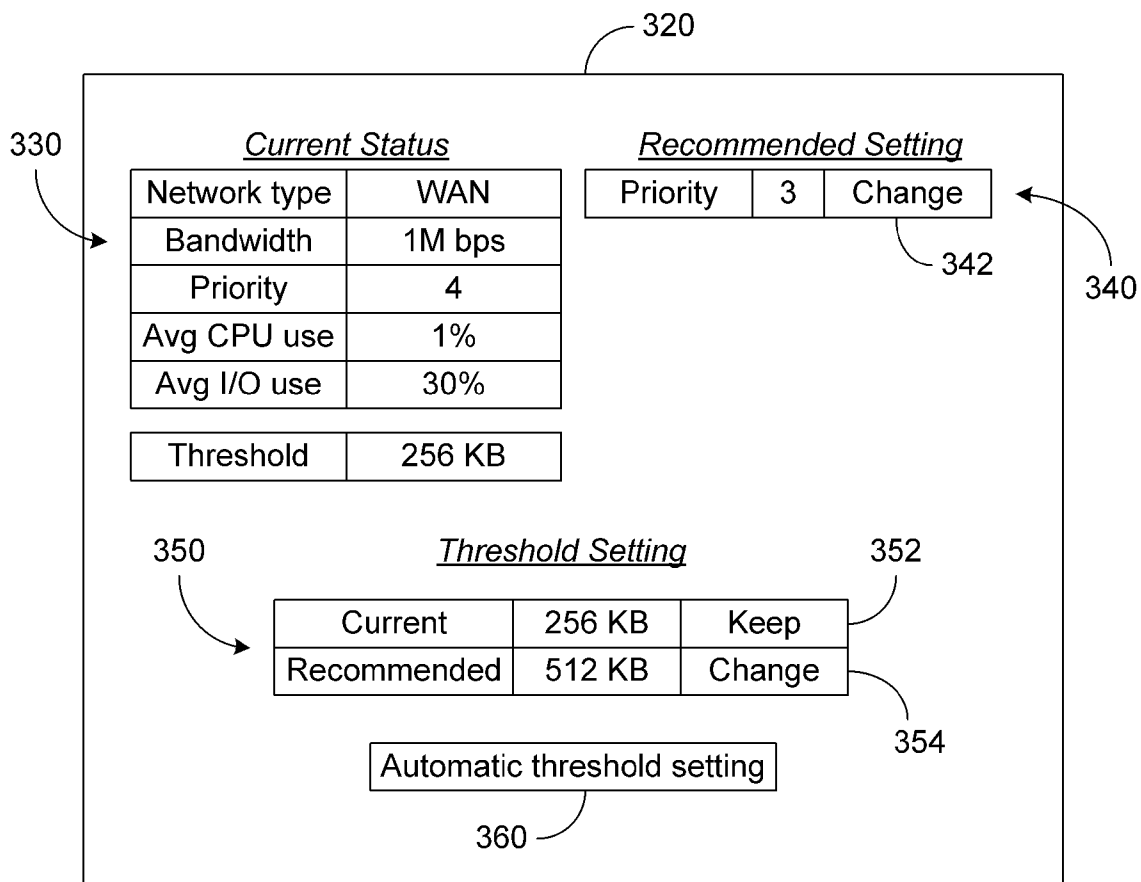 320
330
Current Status
Network type WAN
Bandwidth 1M bps
Priority 4
Avg CPU use 1%
Avg I/O use 30%
Threshold 256 KB
Recommended Setting
Priority 3 Change
342
340
350
Threshold Setting
352
Current 256 KB Keep
Recommended 512 KB Change
354
Automatic threshold setting
360